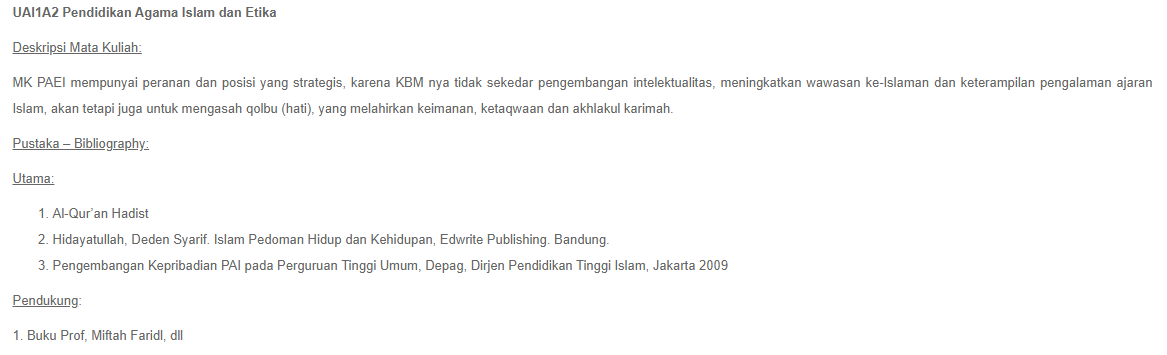 UAI1A2 Pendidikan Agama Islam dan Etika
Deskripsi Mata Kuliah:
MK PAEI mempunyai peranan dan posisi yang strategis, karena KBM nya tidak sekedar pengembangan intelektualitas, meningkatkan wawasan ke-Islaman dan keterampilan pengalaman ajaran
Islam, akan tetapi juga untuk mengasah qolbu (hati), yang melahirkan keimanan, ketaqwaan dan akhlakul karimah.
Pustaka – Bibliography:
Utama:
1. Al-Qur’an Hadist
2. Hidayatullah, Deden Syarif. Islam Pedoman Hidup dan Kehidupan, Edwrite Publishing. Bandung.
3. Pengembangan Kepribadian PAI pada Perguruan Tinggi Umum, Depag, Dirjen Pendidikan Tinggi Islam, Jakarta 2009
Pendukung:
1. Buku Prof, Miftah Faridl, dll